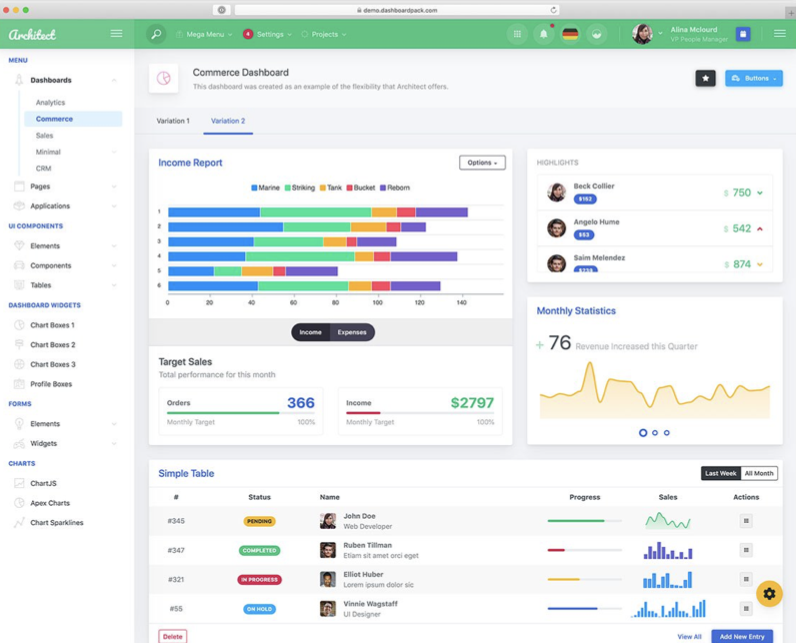 demo.dashboardpack.com
Architect
Mega Menu
4 Settings
Projects
Alina Mclourd
VP People Manager
MENU
Dashboards
Analytics
Commerce
Sales
Minimal
CRM
Pages
Applications
UI COMPONENTS
Elements
Components
Tables
DASHBOARD WIDGETS
Chart Boxes 1
Chart Boxes 2
Chart Boxes 3
Profile Boxes
FORMS
Elements
Widgets
CHARTS
ChartJS
Apex Charts
Chart Sparklines
Commerce Dashboard
This dashboard was created as an example of the flexibility that Architect offers.
Buttons
Variation 1 Variation 2
Income Report
Options
Marine Striking Tank Bucket Reborn
1
2
3
4
5
6
0 20 40 60 80 100 120 140
Income Expenses
Target Sales
Total performance for this month
Orders 366
Monthly Target 100%
Income $2797
Monthly Target 100%
HIGHLIGHTS
Beck Collier
$152
$ 750
Angelo Hume
$53
$ 542
Saim Melendez
$ 874
Monthly Statistics
+ 76 Revenue Increased this Quarter
Simple Table
Last Week All Month
# Status Name Progress Sales Actions
#345 PENDING John Doe
Web Developer
#347 COMPLETED Ruben Tillman
Etiam sit amet orci eget
#321 IN PROGRESS Elliot Huber
Lorem ipsum dolor sic
#55 ON HOLD Vinnie Wagstaff
UI Designer
Delete
View All
Add New Entry